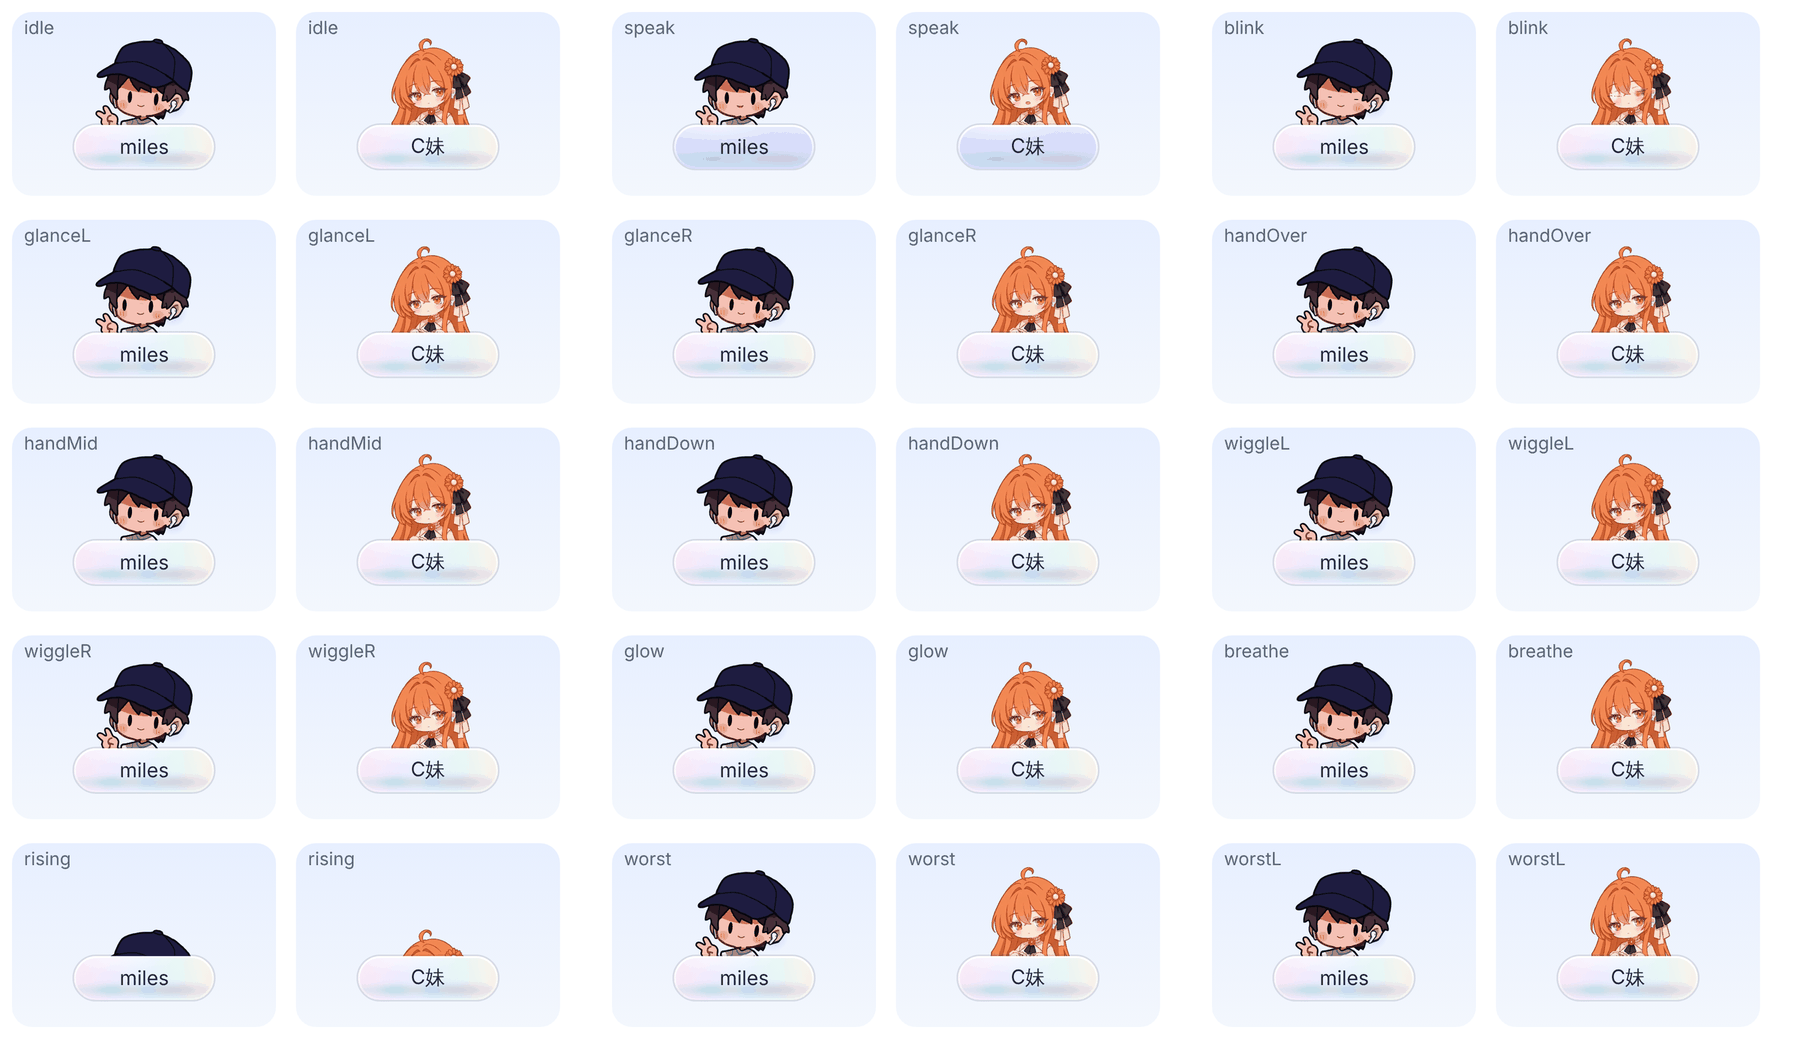 idle
idle
speak
speak
blink
blink
miles
C妹
miles
C妹
miles
C妹
glanceL
glanceL
glanceR
glanceR
handOver
handOver
miles
C妹
miles
C妹
miles
C妹
handMid
handMid
handDown
handDown
wiggleL
wiggleL
miles
C妹
miles
C妹
miles
C妹
wiggleR
wiggleR
glow
glow
breathe
breathe
miles
C妹
miles
C妹
miles
C妹
rising
rising
worst
worst
worstL
worstL
miles
C妹
miles
C妹
miles
C妹